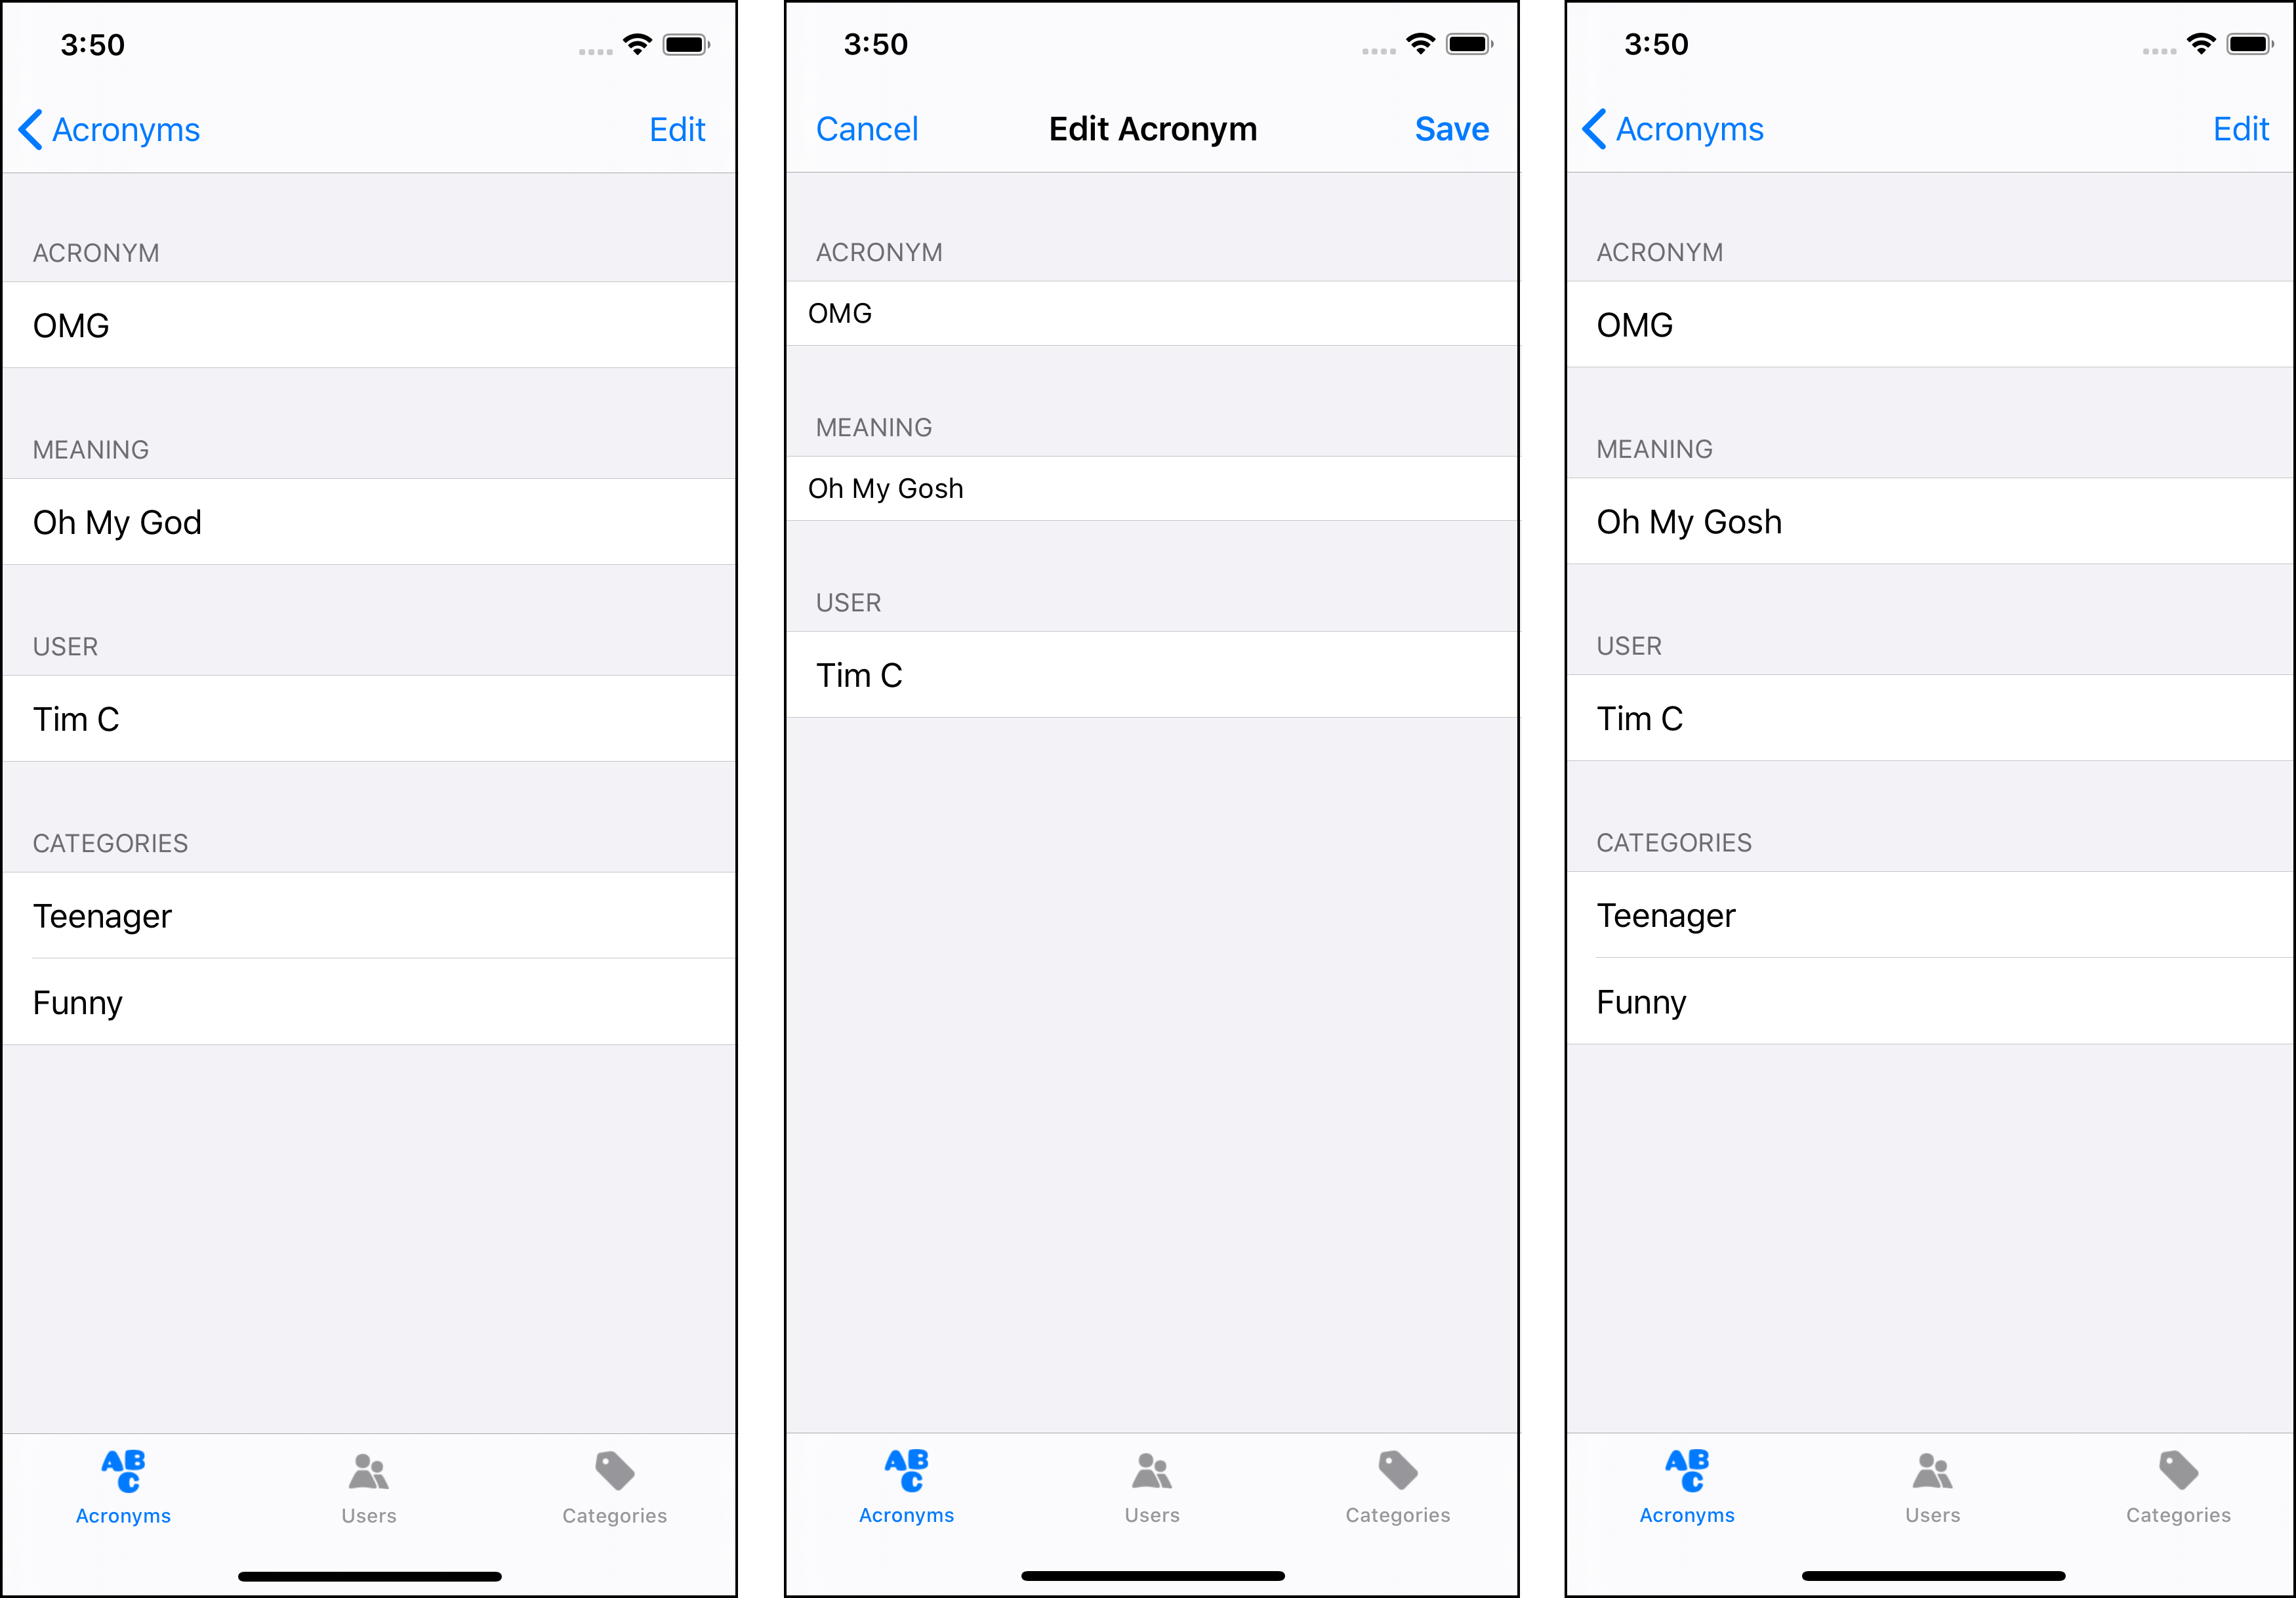 3:50
Acronyms Edit
ACRONYM
OMG
MEANING
Oh My God
USER
Tim C
CATEGORIES
Teenager
Funny
ABC
Acronyms Users Categories
3:50
Cancel Edit Acronym Save
ACRONYM
OMG
MEANING
Oh My Gosh
USER
Tim C
ABC
Acronyms Users Categories
3:50
Acronyms Edit
ACRONYM
OMG
MEANING
Oh My Gosh
USER
Tim C
CATEGORIES
Teenager
Funny
ABC
Acronyms Users Categories